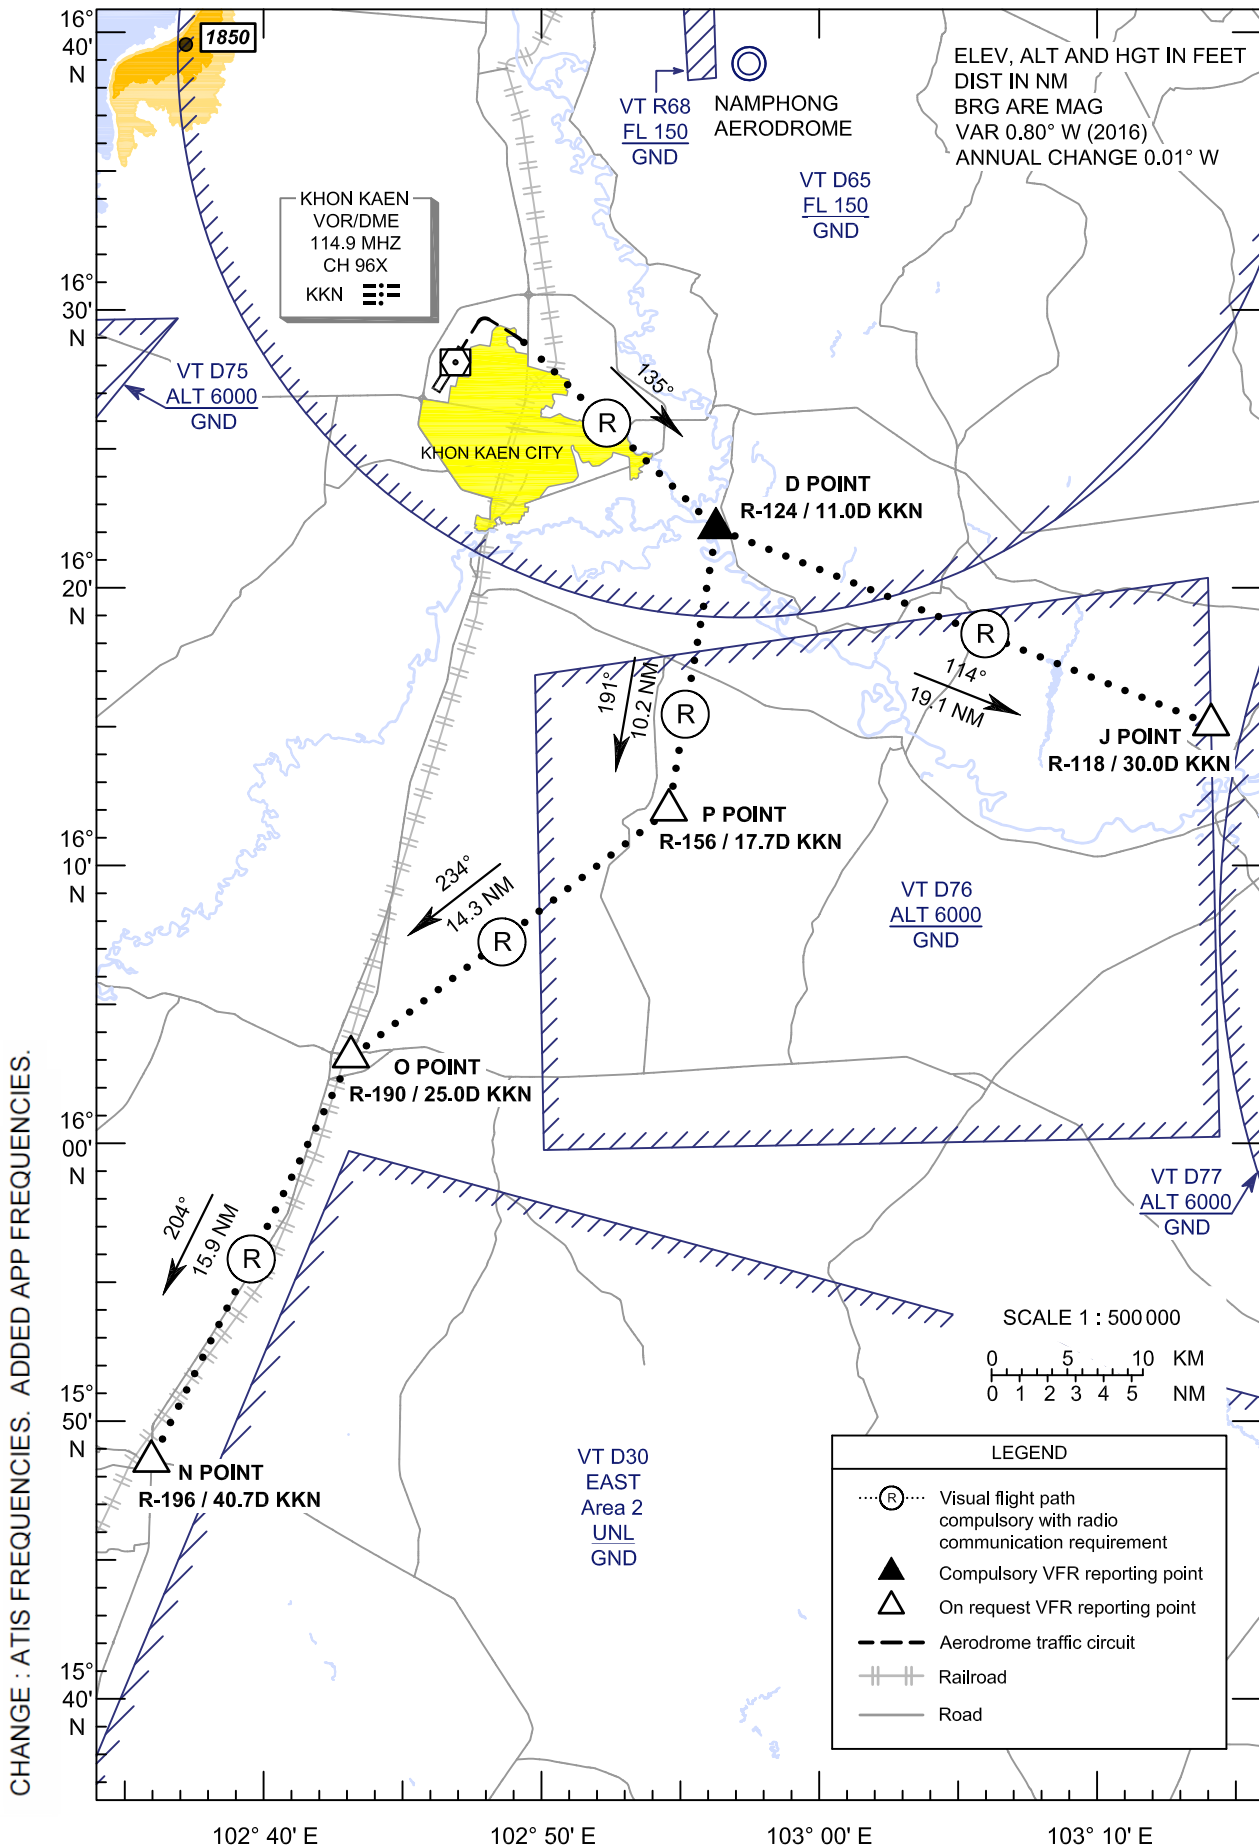 16°
40'
N
1850
ELEV, ALT AND HGT IN FEET
DIST IN NM
BRG ARE MAG
VAR 0.80° W (2016)
ANNUAL CHANGE 0.01° W
VT R68
FL 150
GND
NAMPHONG
AERODROME
VT D65
FL 150
GND
KHON KAEN
VOR/DME
114.9 MHZ
CH 96X
KKN
16°
30'
N
VT D75
ALT 6000
GND
135°
R
KHON KAEN CITY
D POINT
R-124 / 11.0D KKN
16°
20'
N
R
114°
19.1 NM
191°
10.2 NM
R
J POINT
R-118 / 30.0D KKN
P POINT
R-156 / 17.7D KKN
16°
10'
N
234°
14.3 NM
R
VT D76
ALT 6000
GND
O POINT
R-190 / 25.0D KKN
16°
00'
N
VT D77
ALT 6000
GND
204°
15.9 NM
R
SCALE 1 : 500 000
0 5 10 KM
0 1 2 3 4 5 NM
15°
50'
N
N POINT
R-196 / 40.7D KKN
VT D30
EAST
Area 2
UNL
GND
LEGEND
R Visual flight path
compulsory with radio
communication requirement
Compulsory VFR reporting point
On request VFR reporting point
Aerodrome traffic circuit
Railroad
Road
15°
40'
N
102° 40' E 102° 50' E 103° 00' E 103° 10' E
CHANGE : ATIS FREQUENCIES. ADDED APP FREQUENCIES.